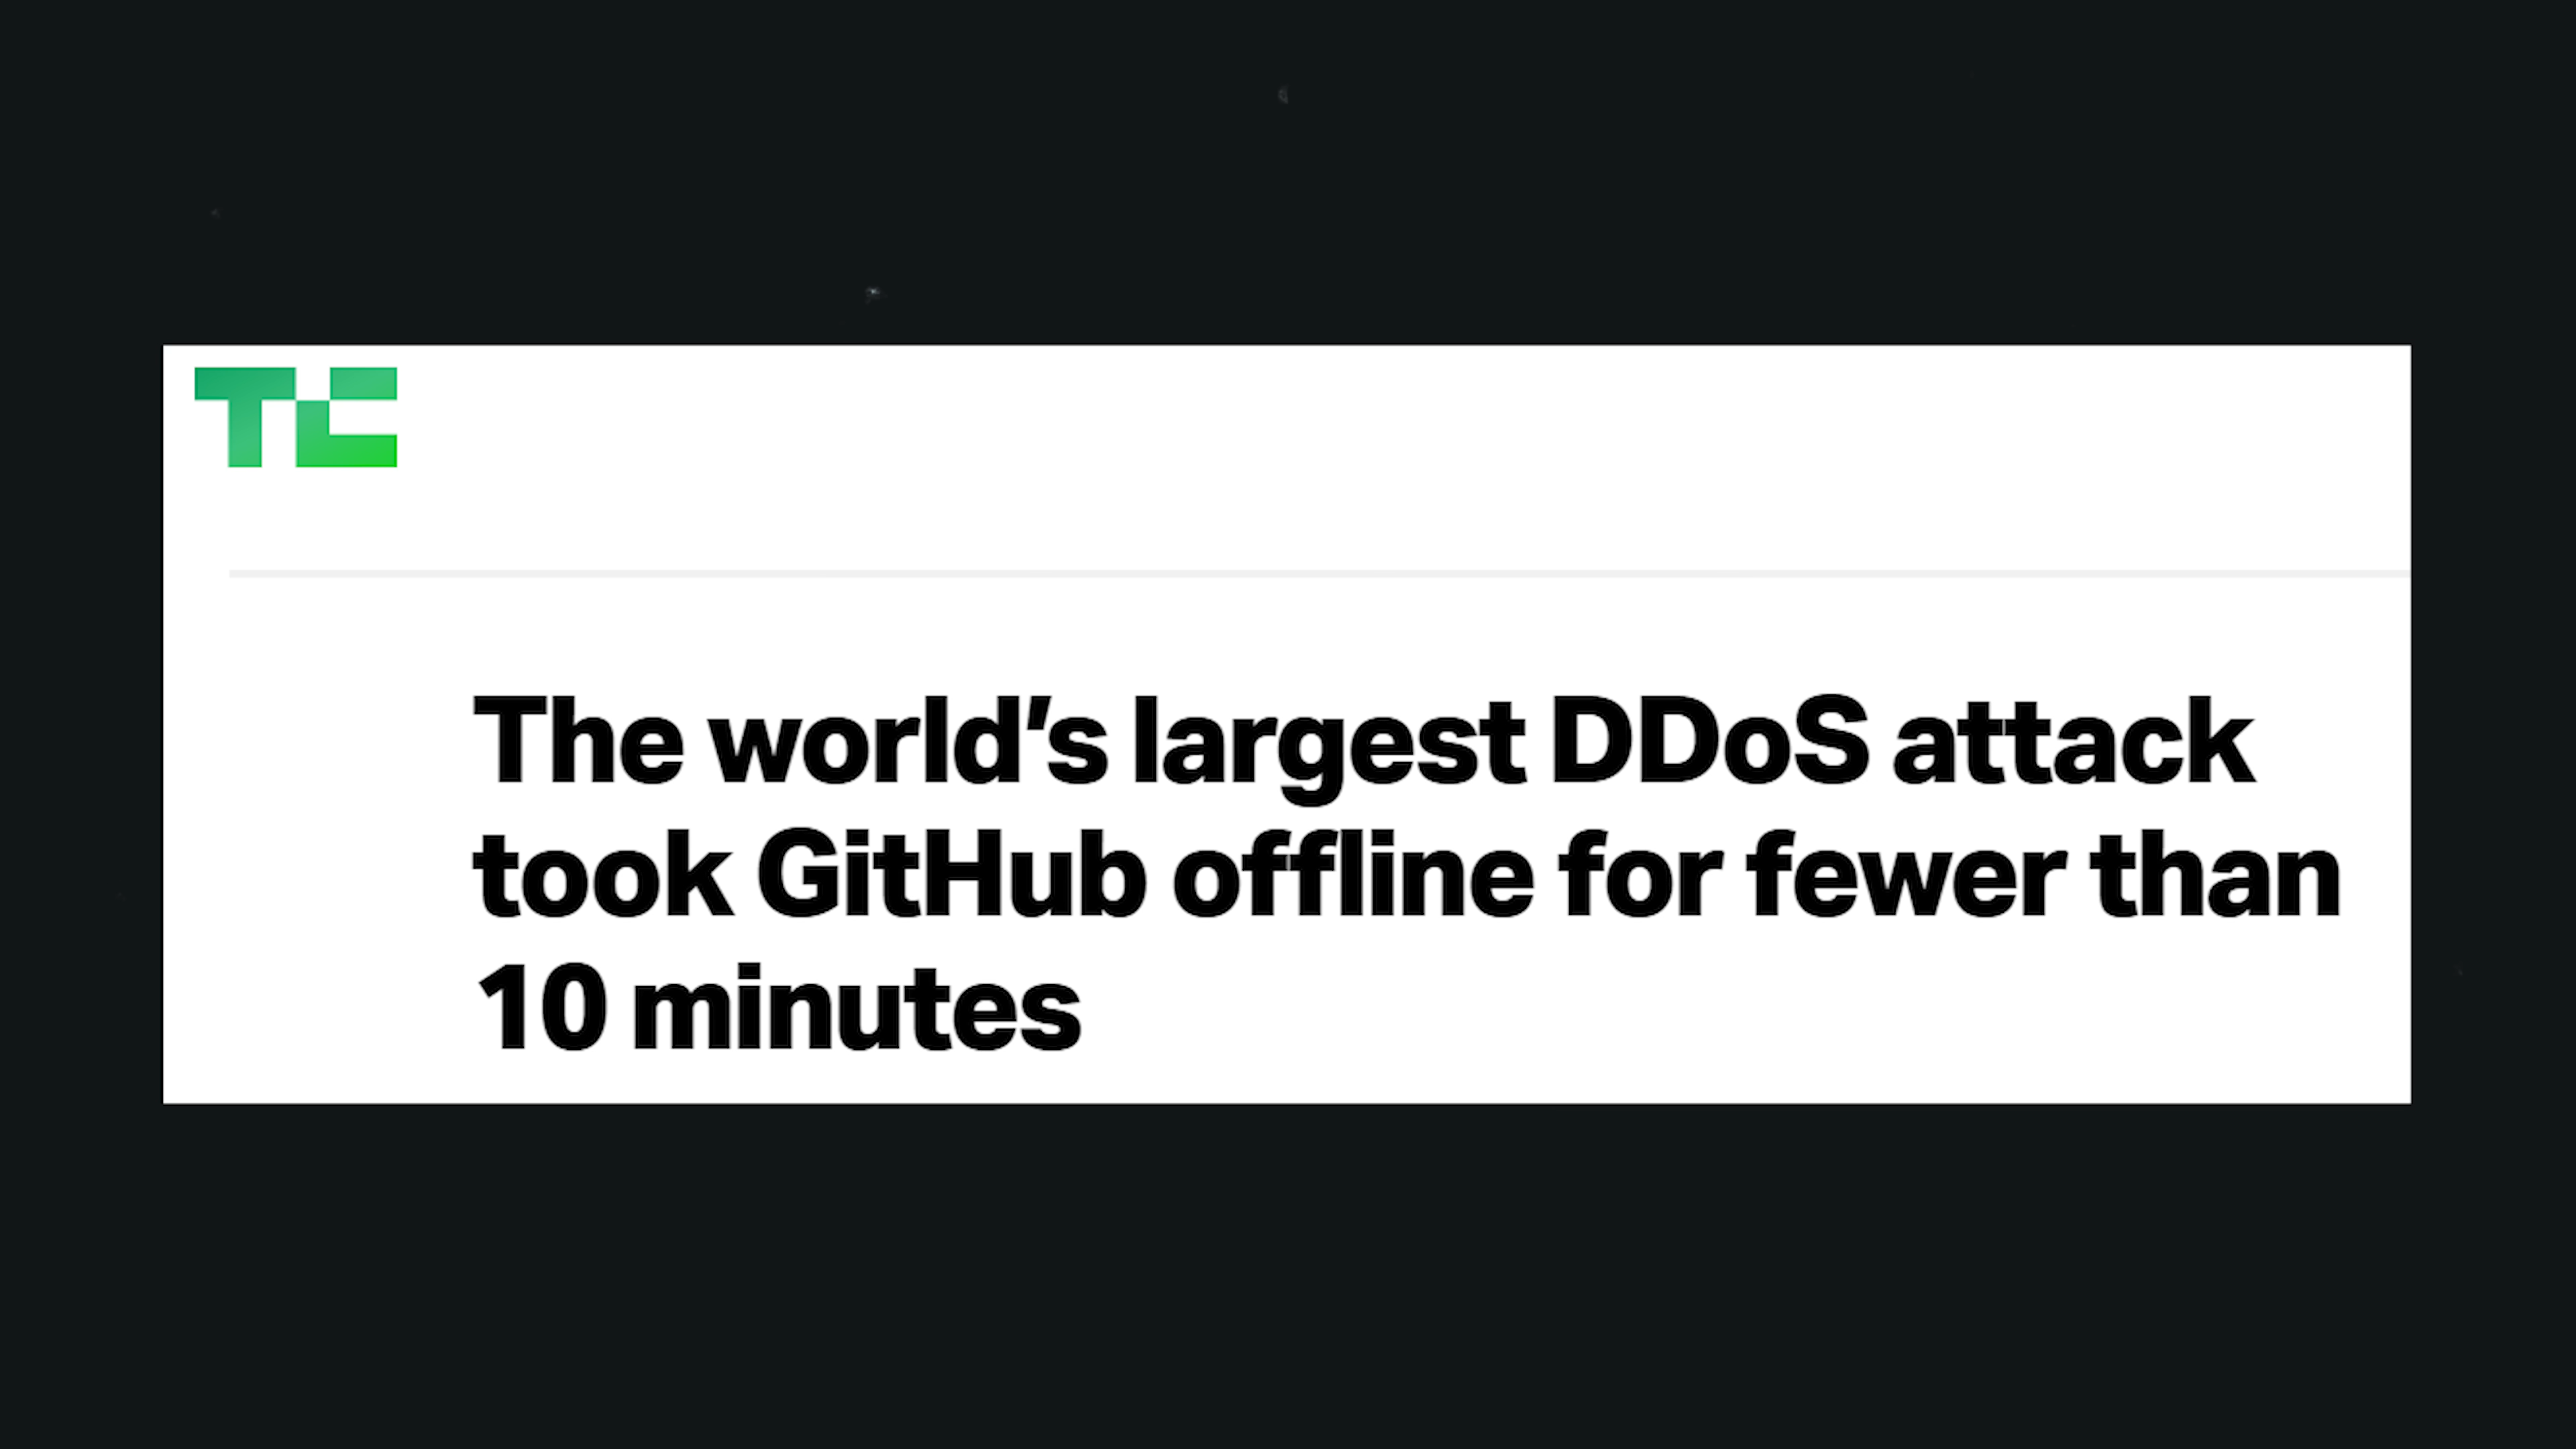 TC
The world’s largest DDoS attack
took GitHub offline for fewer than
10 minutes